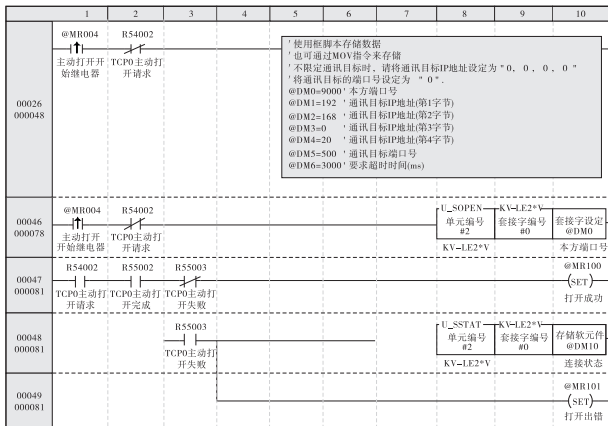 1 2 3 4 5 6 7 8 9 10
00026
000048
@MR004 R54002
主动打开开始继电器
TCP0主动打开请求
'使用框脚本存储数据
'也可通过MOV指令来存储
'不限定通讯目标时，请将通讯目标IP地址设定为"0，0，0，0"
'将通讯目标的端口号设定为 "0".
@DM0=9000'本方端口号
@DM1=192 '通讯目标IP地址(第1字节)
@DM2=168 '通讯目标IP地址(第2字节)
@DM3=0 '通讯目标IP地址(第3字节)
@DM4=20 '通讯目标IP地址(第4字节)
@DM5=500 '通讯目标端口号
@DM6=3000'要求超时时间(ms)
00046
000078
@MR004 R54002
主动打开开始继电器
TCP0主动打开请求
U_SOPEN KV-LE2*V
单元编号 套接字编号 套接字设定
#2 #0 @DM0
KV-LE2*V 本方端口号
00047
000081
R54002 R55002 R55003
TCP0主动打开请求
TCP0主动打开完成
TCP0主动打开失败
@MR100
SET
打开成功
00048
000081
R55003
TCP0主动打开失败
U_SSTAT KV-LE2*V
单元编号 套接字编号 存储软元件
#2 #0 @DM10
KV-LE2*V 连接状态
00049
000081
@MR101
SET
打开出错